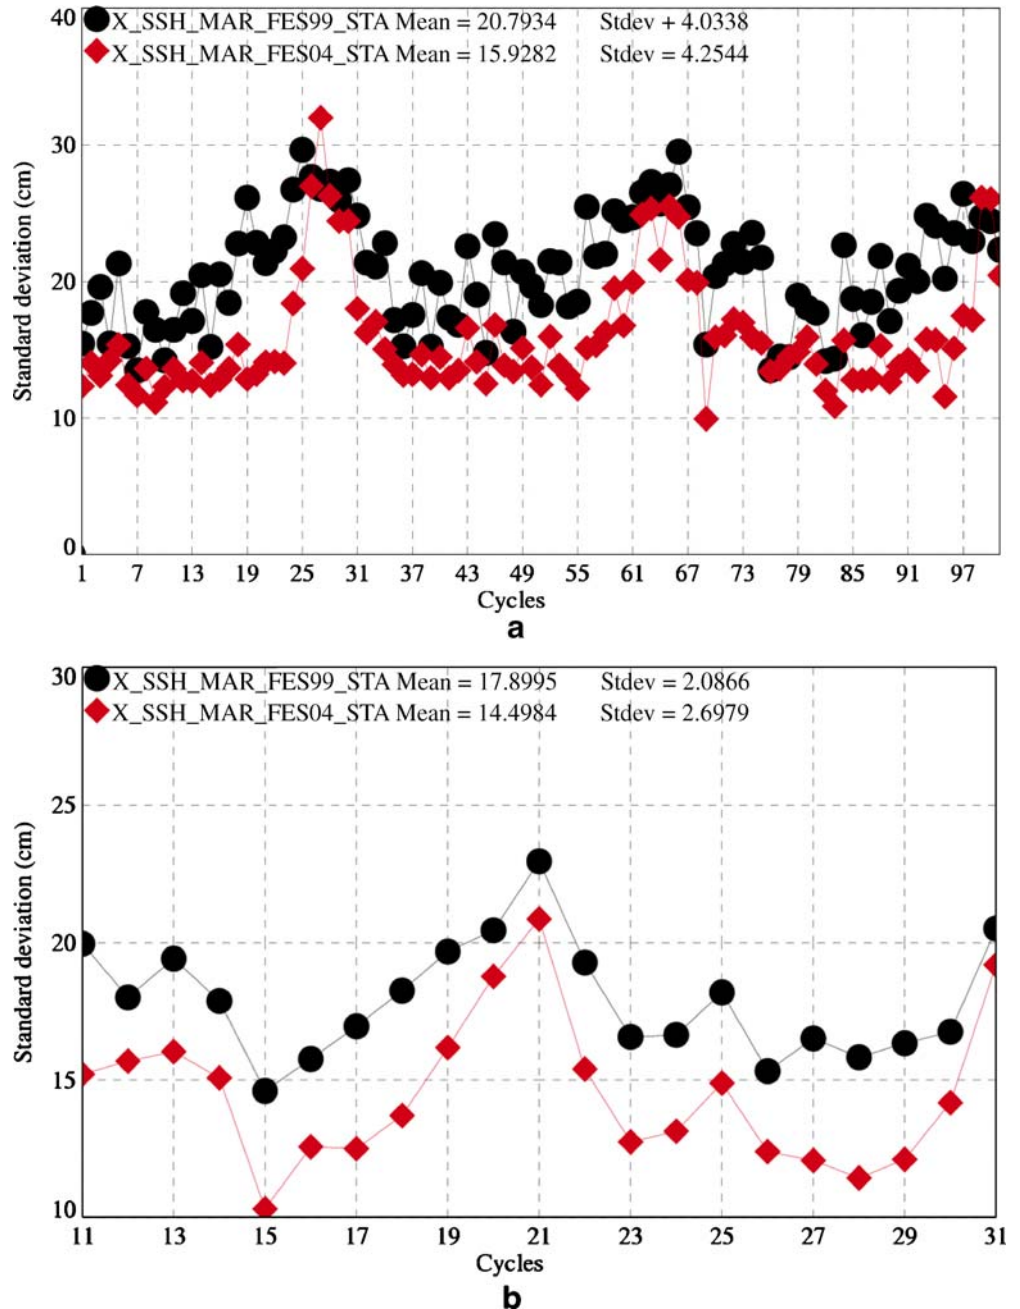 40
X_SSH_MAR_FES99_STA Mean = 20.7934 Stdev + 4.0338
X_SSH_MAR_FES04_STA Mean = 15.9282 Stdev = 4.2544
30
20
10
0
Standard deviation (cm)
1 7 13 19 25 31 37 43 49 55 61 67 73 79 85 91 97
Cycles
a
30
X_SSH_MAR_FES99_STA Mean = 17.8995 Stdev = 2.0866
X_SSH_MAR_FES04_STA Mean = 14.4984 Stdev = 2.6979
25
20
15
10
Standard deviation (cm)
11 13 15 17 19 21 23 25 27 29 31
Cycles
b